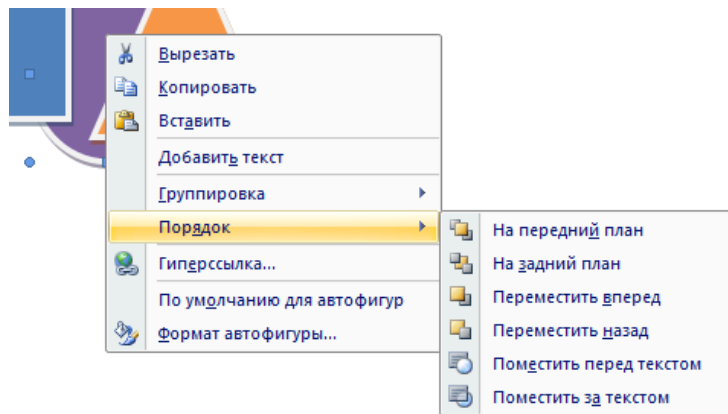 Вырезать
Копировать
Вставить
Добавить текст
Группировка
Порядок
Гиперссылка...
По умолчанию для автофигур
Формат автофигуры...
На передний план
На задний план
Переместить вперед
Переместить назад
Поместить перед текстом
Поместить за текстом